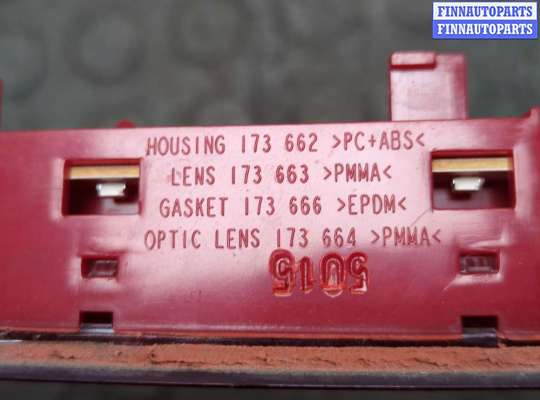 FINNAUTOPARTS
FINNAUTOPARTS
HOUSING 173 662 >PC+ABS<
LENS 173 663 >PMMA<
GASKET 173 666 >EPDM<
OPTIC LENS 173 664 >PMMA<
5015